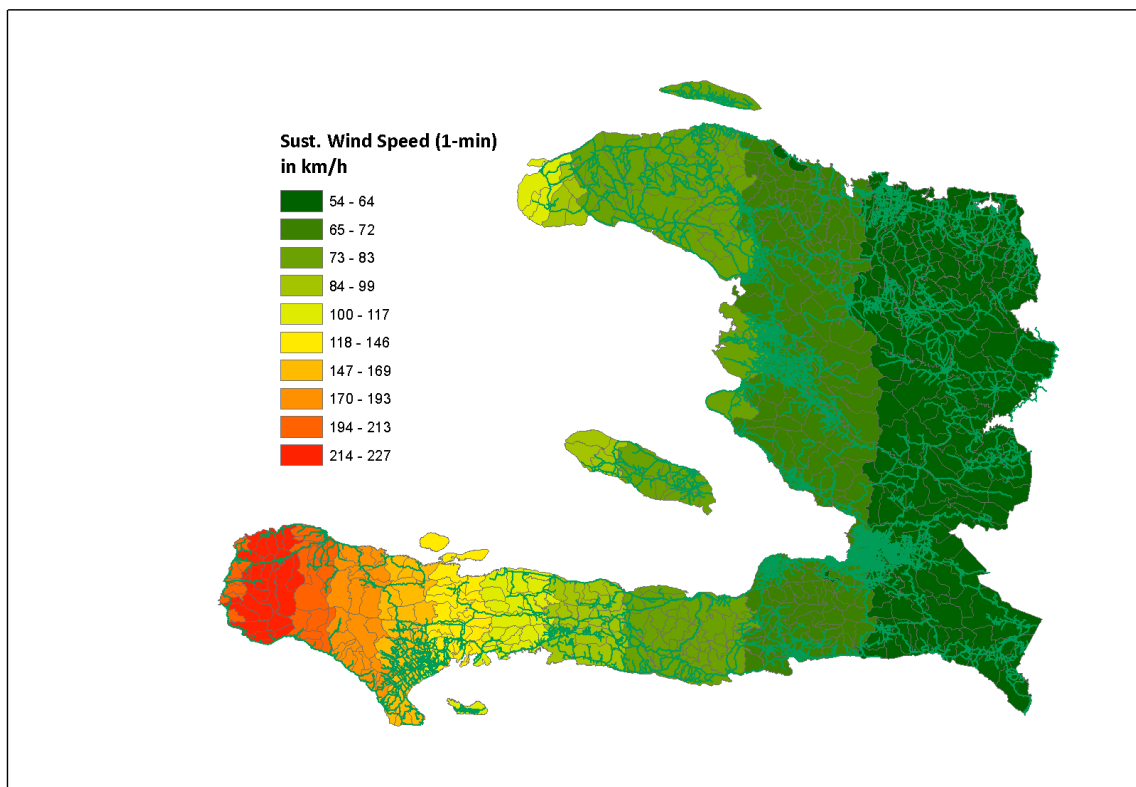 Sust. Wind Speed (1-min)
in km/h
54 - 64
65 - 72
73 - 83
84 - 99
100 - 117
118 - 146
147 - 169
170 - 193
194 - 213
214 - 227